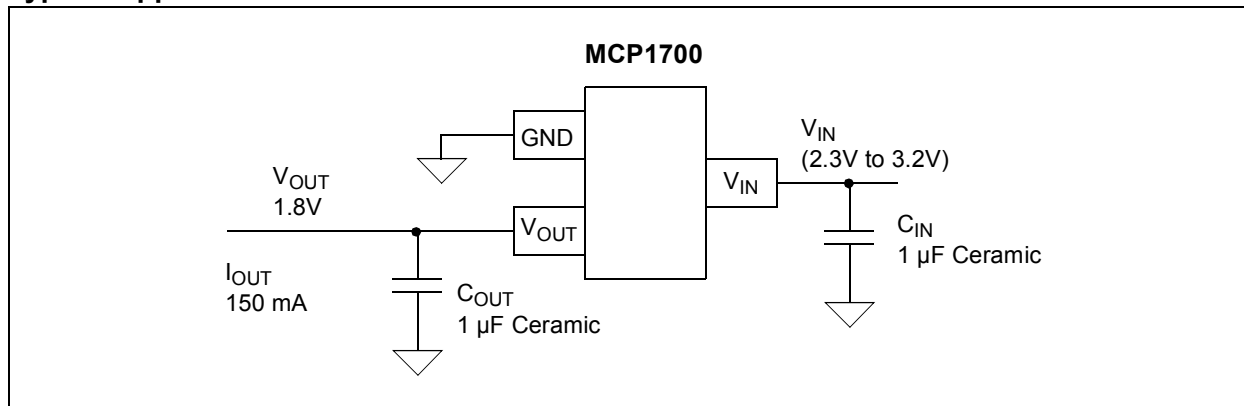 MCP1700
GND
VIN
(2.3V to 3.2V)
VIN
VOUT
1.8V
VOUT
CIN
1 µF Ceramic
IOUT
150 mA
COUT
1 µF Ceramic